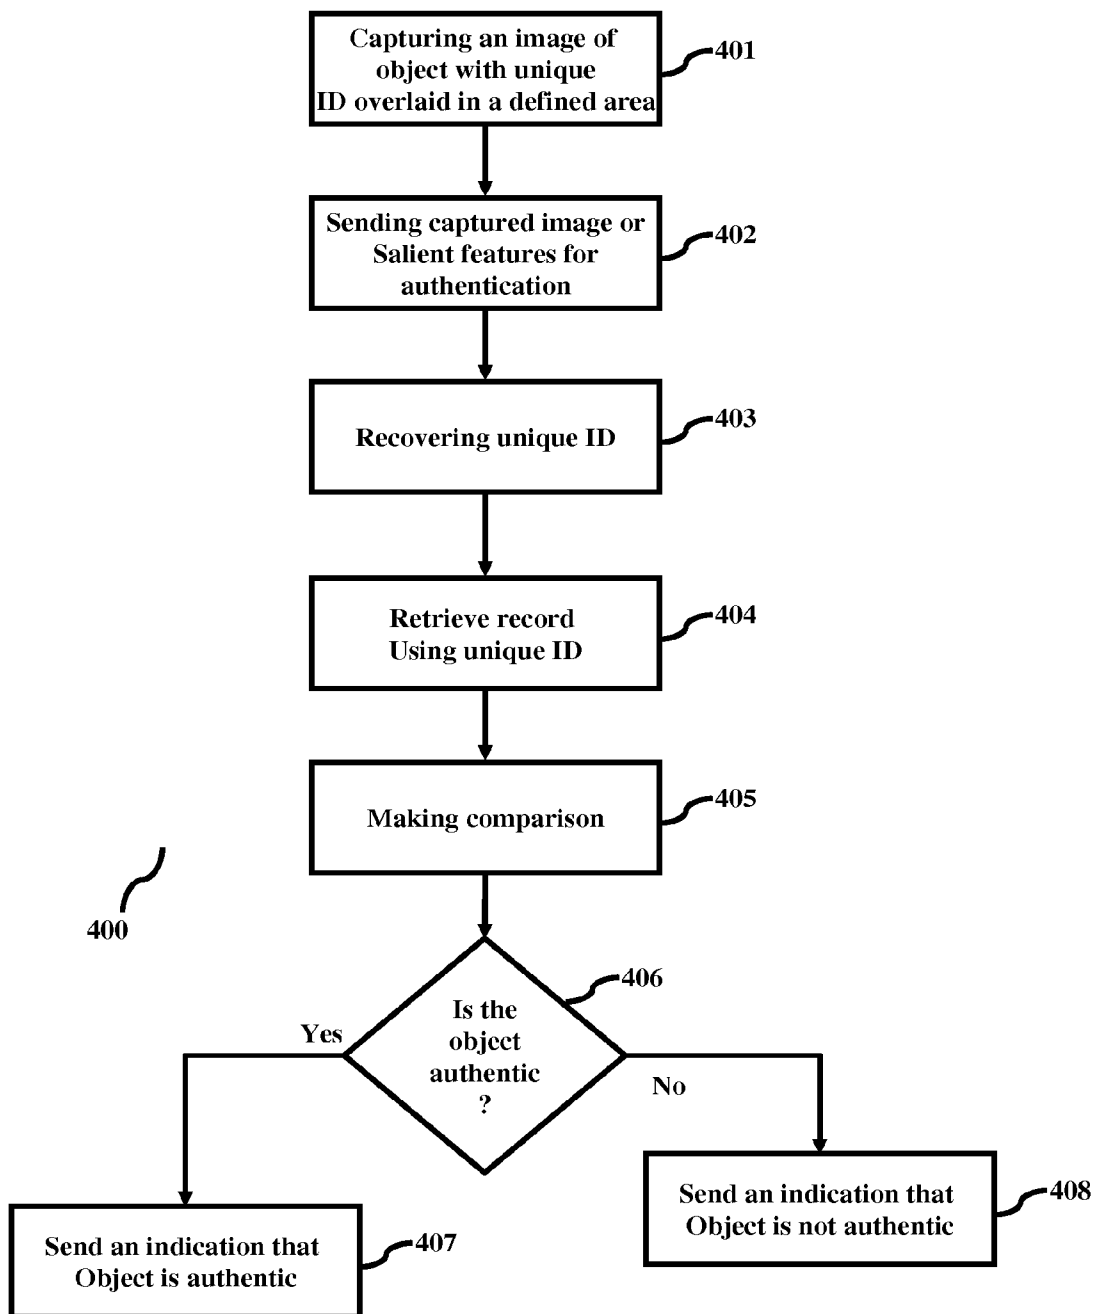 Capturing an image of
object with unique
ID overlaid in a defined area
401
Sending captured image or
Salient features for
authentication
402
Recovering unique ID
403
Retrieve record
Using unique ID
404
Making comparison
405
400
406
Is the
object
authentic
?
Yes
No
Send an indication that
Object is not authentic
408
Send an indication that
Object is authentic
407